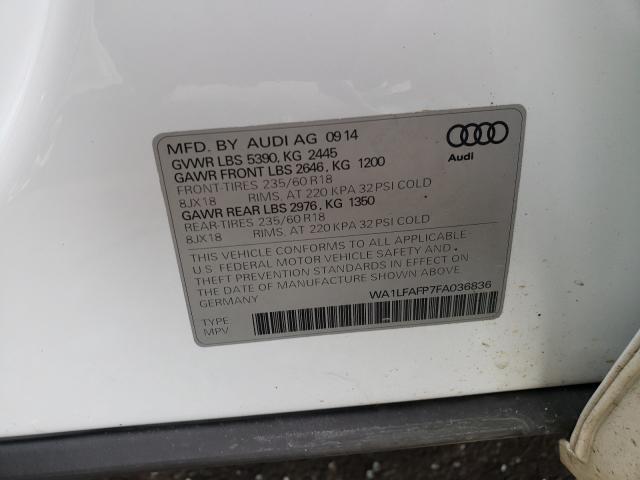 MFD. BY AUDI AG 09 14
GVWR LBS 5390, KG 2445
GAWR FRONT LBS 2646, KG 1200
FRONT-TIRES 235/60 R18
8JX18 RIMS, AT 220 KPA 32 PSI COLD
GAWR REAR LBS 2976, KG 1350
REAR-TIRES 235/60 R18
8JX18 RIMS, AT 220 KPA 32 PSI COLD
Audi
THIS VEHICLE CONFORMS TO ALL APPLICABLE
U S FEDERAL MOTOR VEHICLE SAFETY AND
THEFT PREVENTION STANDARDS IN EFFECT ON
THE DATE OF MANUFACTURE SHOWN ABOVE
GERMANY
WA1LFAFP7FA036836
TYPE
MPV